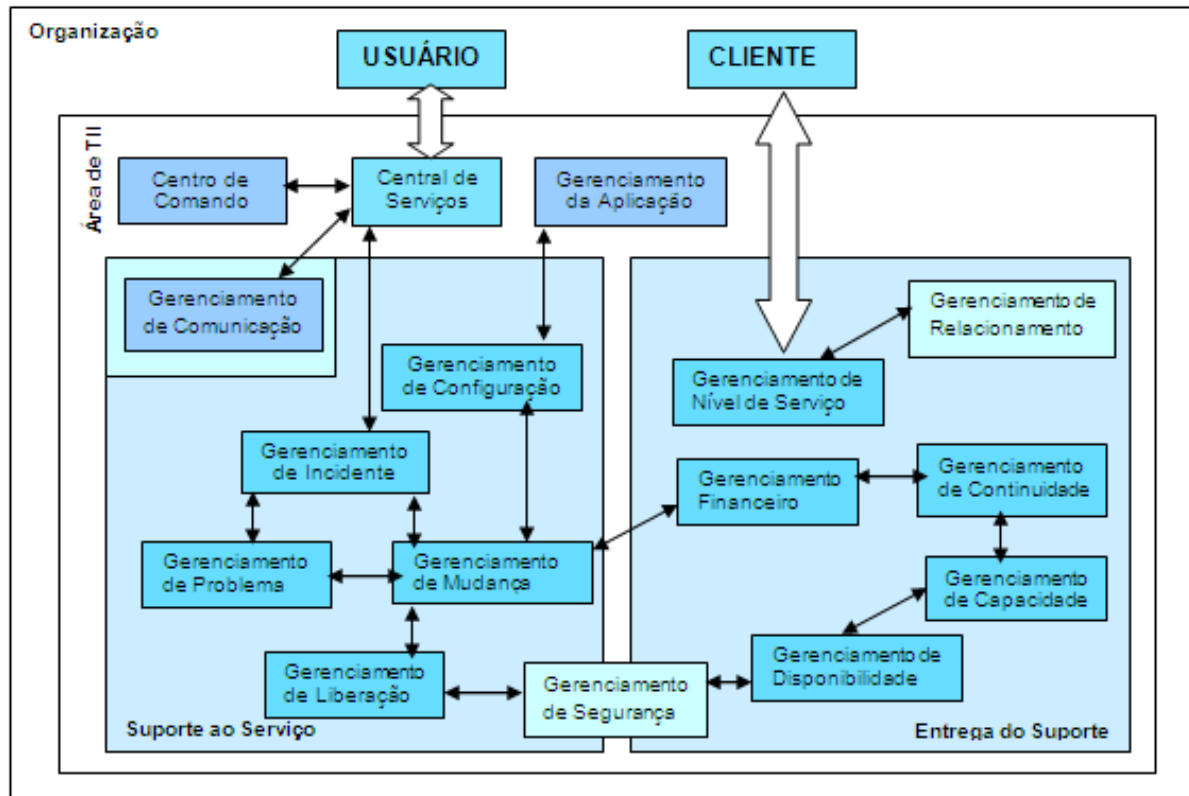 Organização
USUÁRIO
CLIENTE
Área de TII
Centro de
Comando
Central de
Serviços
Gerenciamento
da Aplicação
Gerenciamento
de Comunicação
Gerenciamento de
Relacionamento
Gerenciamento
de Configuração
Gerenciamento de
Nível de Serviço
Gerenciamento
de Incidente
Gerenciamento
Financeiro
Gerenciamento
de Continuidade
Gerenciamento
de Problema
Gerenciamento
de Mudança
Gerenciamento
de Capacidade
Gerenciamento
de Liberação
Gerenciamento
de Segurança
Gerenciamento de
Disponibilidade
Suporte ao Serviço
Entrega do Suporte